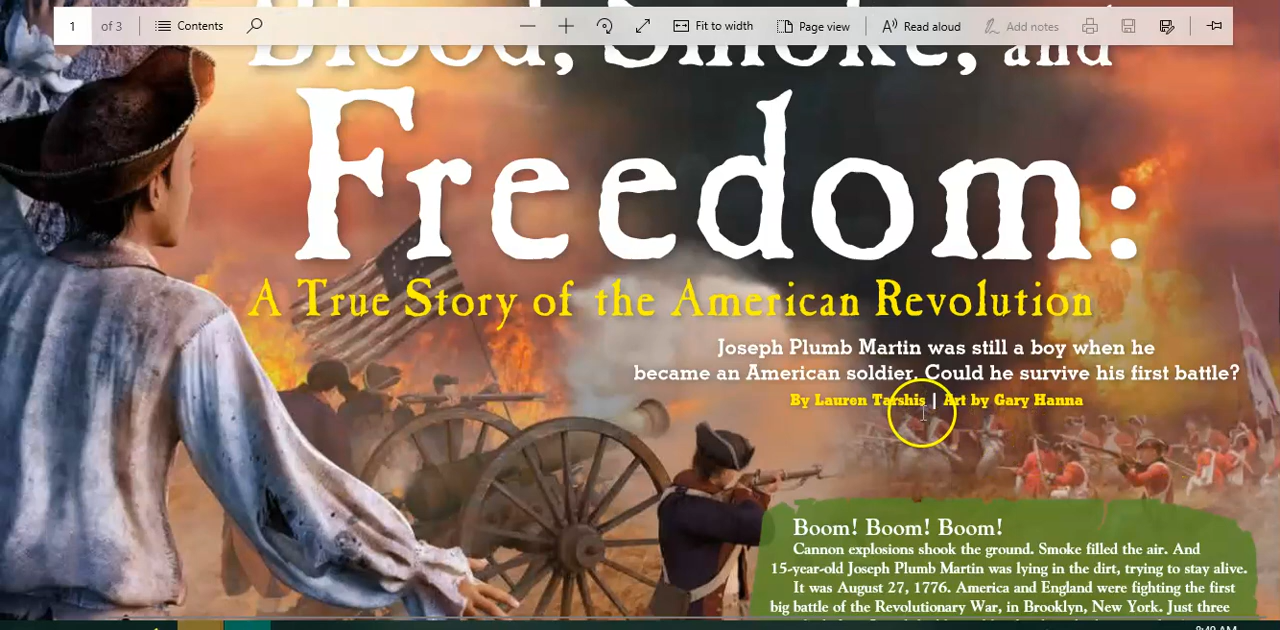 1 of 3 Contents Fit to width Page view Read aloud Add notes
Blood, Smoke, and
Freedom:
A True Story of the American Revolution
Joseph Plumb Martin was still a boy when he
became an American soldier. Could he survive his first battle?
By Lauren Tarshis | Art by Gary Hanna
Boom! Boom! Boom!
Cannon explosions shook the ground. Smoke filled the air. And
15-year-old Joseph Plumb Martin was lying in the dirt, trying to stay alive.
It was August 27, 1776. America and England were fighting the first
big battle of the Revolutionary War, in Brooklyn, New York. Just three